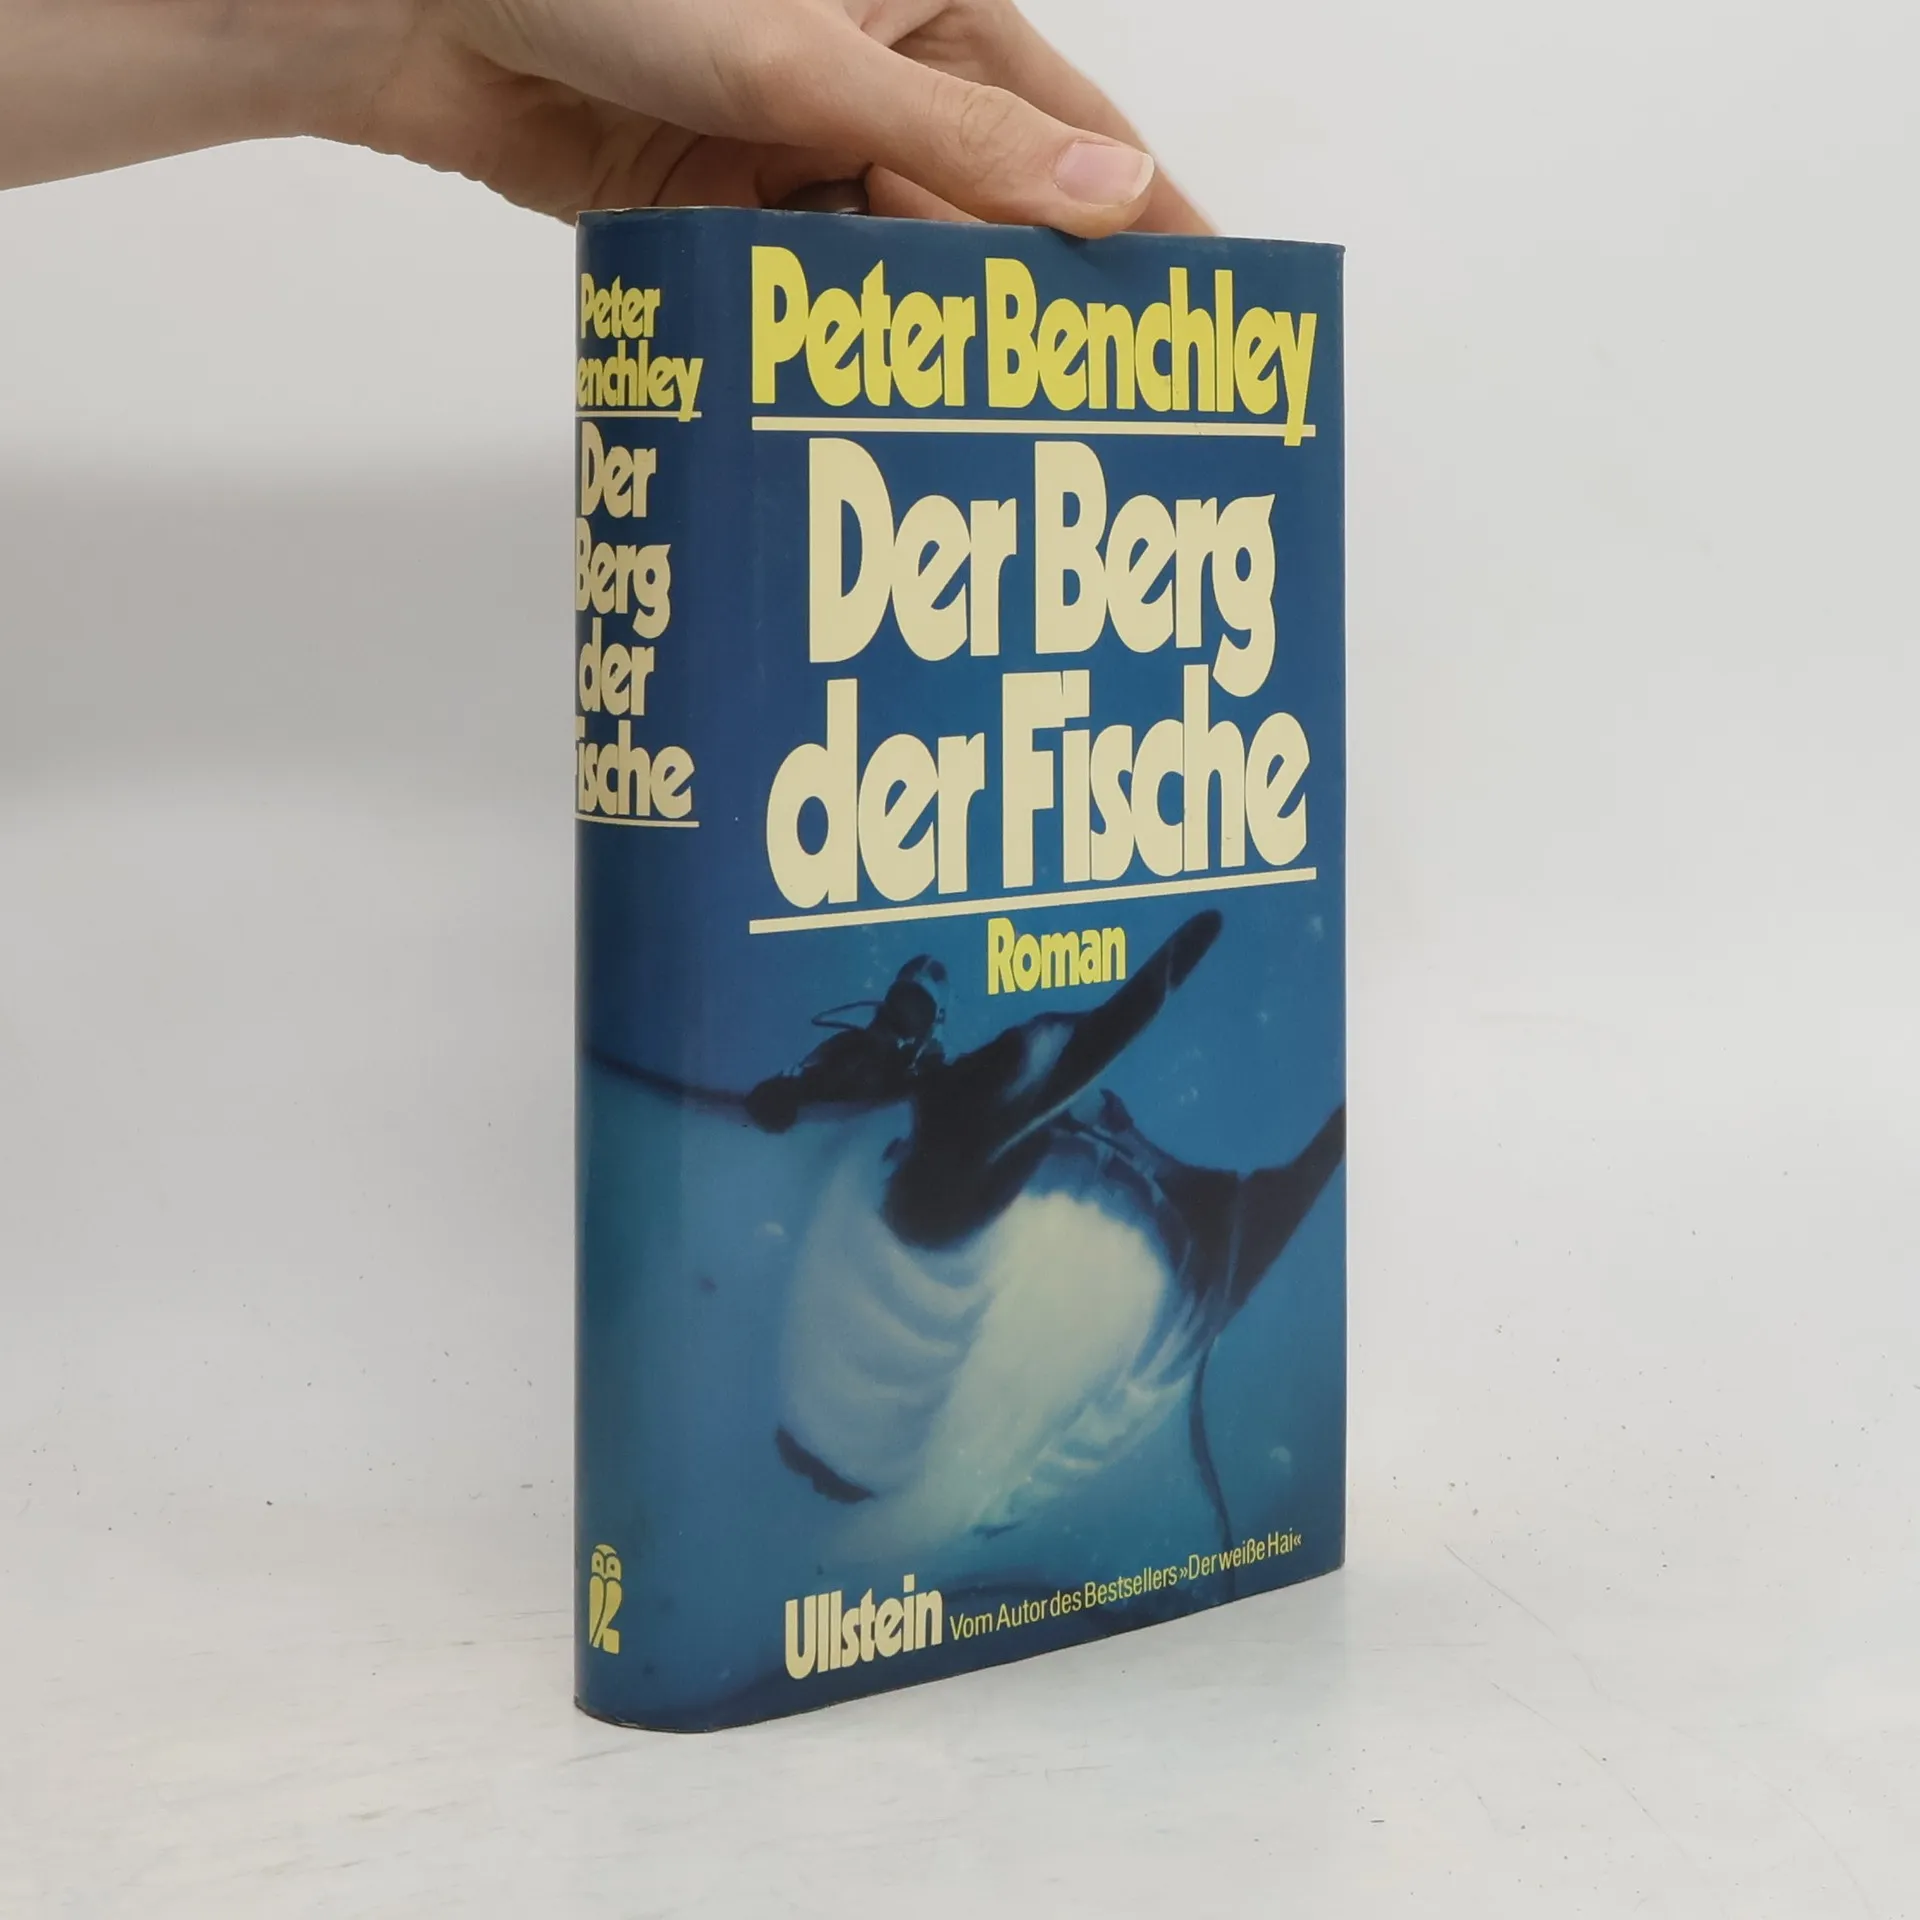 Peter
enchley
Der
Berg
der
Fische
Peter Benchley
Der Berg
der Fische
Roman
Ullstein Vom Autor des Bestsellers »Der weiße Hai«